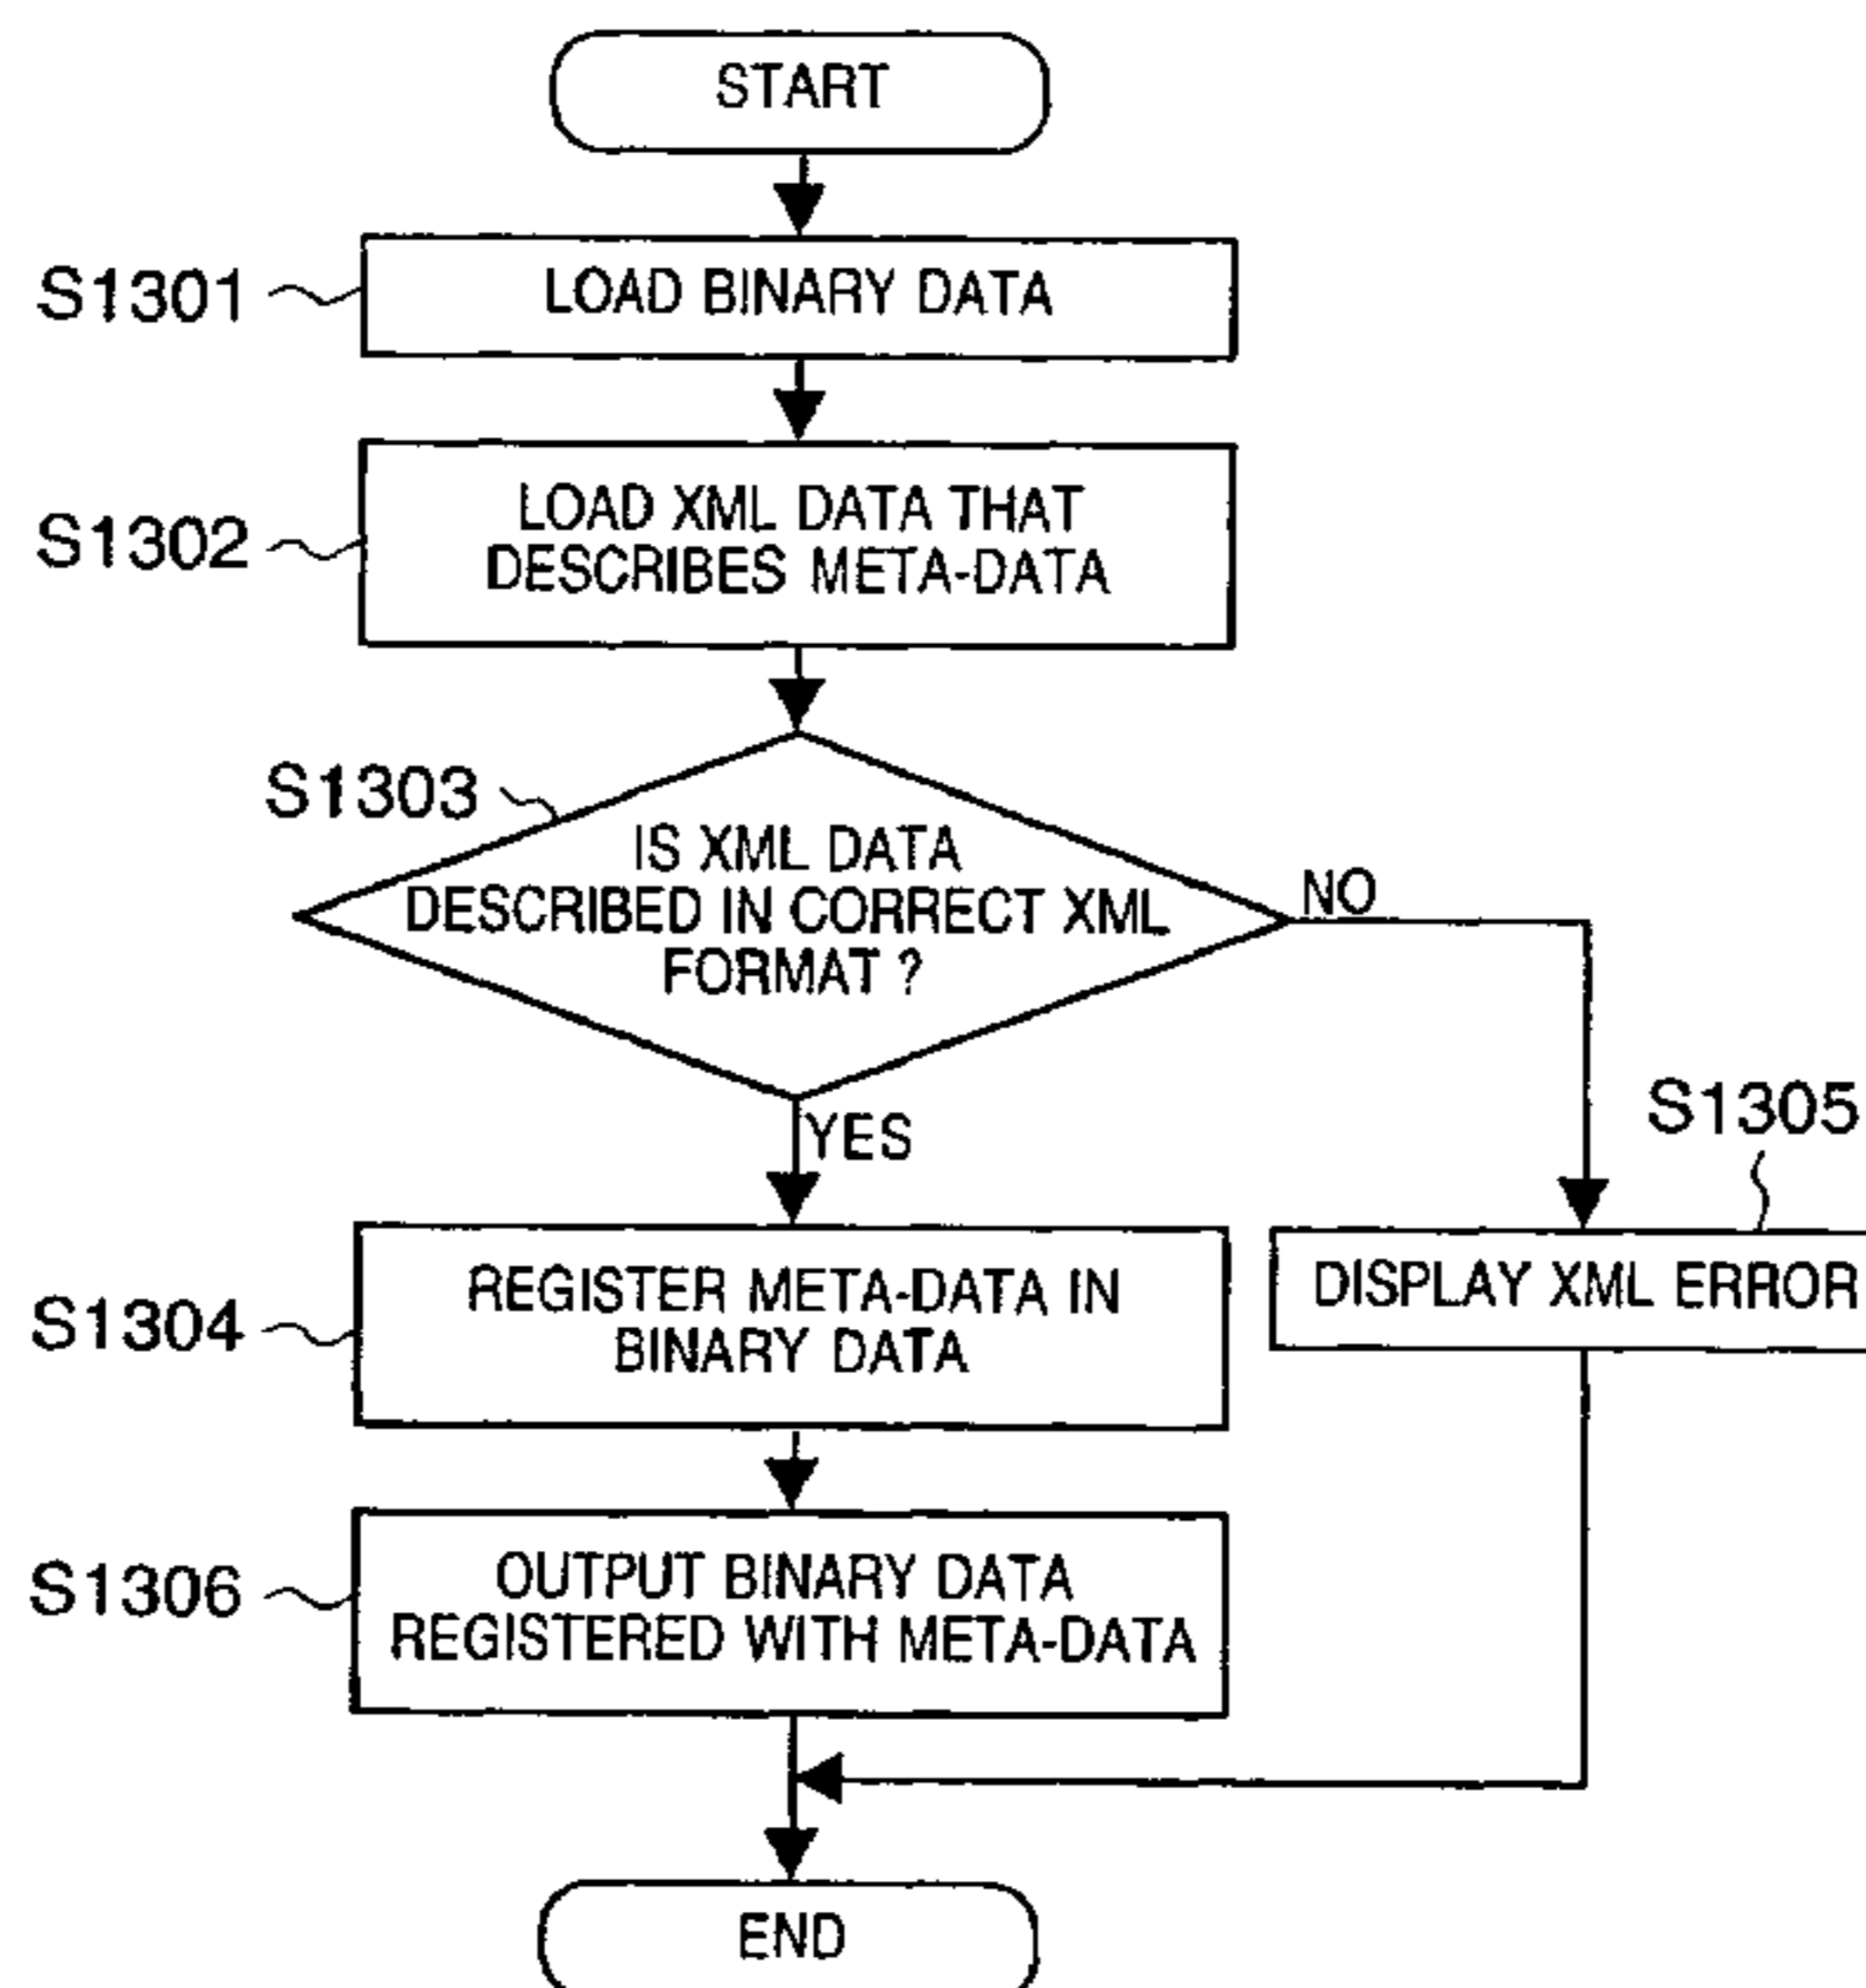 START
S1301
LOAD BINARY DATA
S1302
LOAD XML DATA THAT
DESCRIBES META-DATA
S1303
IS XML DATA
DESCRIBED IN CORRECT XML
FORMAT ?
NO
YES
S1305
DISPLAY XML ERROR
S1304
REGISTER META-DATA IN
BINARY DATA
S1306
OUTPUT BINARY DATA
REGISTERED WITH META-DATA
END